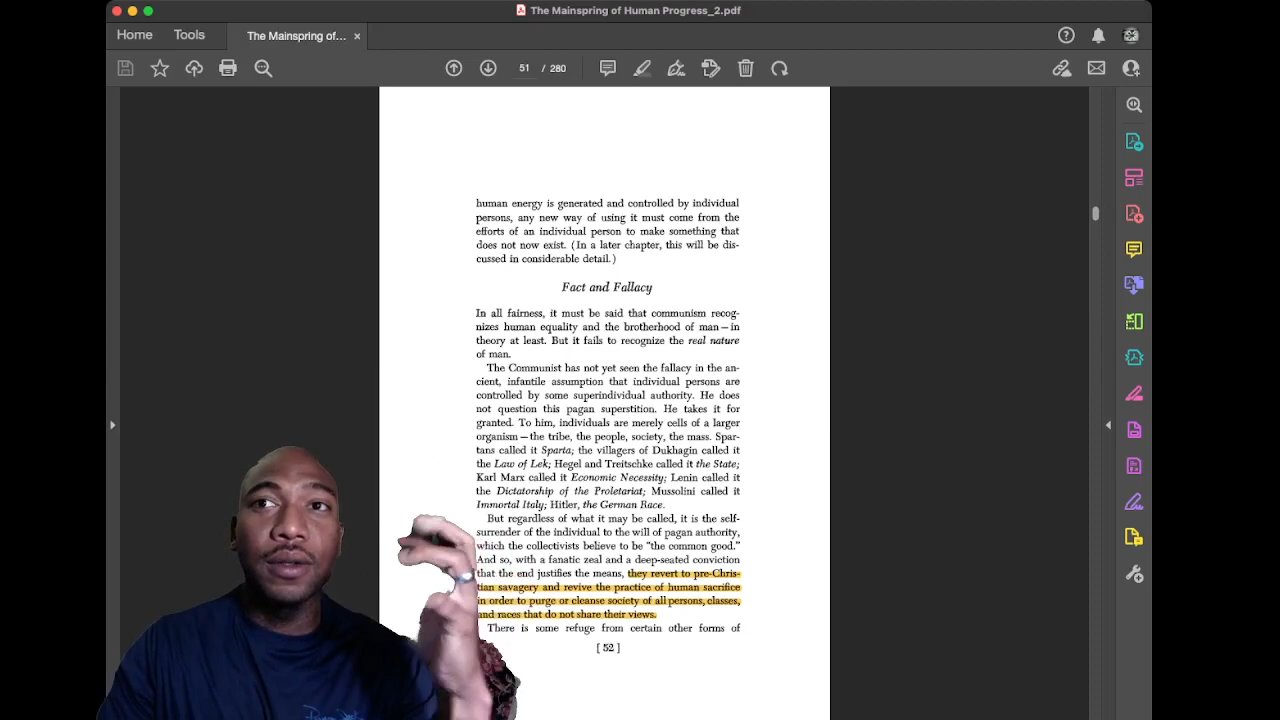 The Mainspring of Human Progress_2.pdf
Home
Tools
The Mainspring of...
51 / 280
human energy is generated and controlled by individual
persons, any new way of using it must come from the
efforts of an individual person to make something that
does not now exist. (In a later chapter, this will be dis-
cussed in considerable detail.)
Fact and Fallacy
In all fairness, it must be said that communism recog-
nizes human equality and the brotherhood of man—in
theory at least. But it fails to recognize the real nature
of man.
The Communist has not yet seen the fallacy in the an-
cient, infantile assumption that individual persons are
controlled by some superindividual authority. He does
not question this pagan superstition. He takes it for
granted. To him, individuals are merely cells of a larger
organism—the tribe, the people, society, the mass. Spar-
tans called it Sparta; the villagers of Dukhagin called it
the Law of Lek; Hegel and Treitschke called it the State;
Karl Marx called it Economic Necessity; Lenin called it
the Dictatorship of the Proletariat; Mussolini called it
Immortal Italy; Hitler, the German Race.
But regardless of what it may be called, it is the self-
surrender of the individual to the will of pagan authority,
which the collectivists believe to be "the common good."
And so, with a fanatic zeal and a deep-seated conviction
that the end justifies the means, they revert to pre-Chris-
tian savagery and revive the practice of human sacrifice
in order to purge or cleanse society of all persons, classes,
and races that do not share their views.
There is some refuge from certain other forms of
[ 52 ]